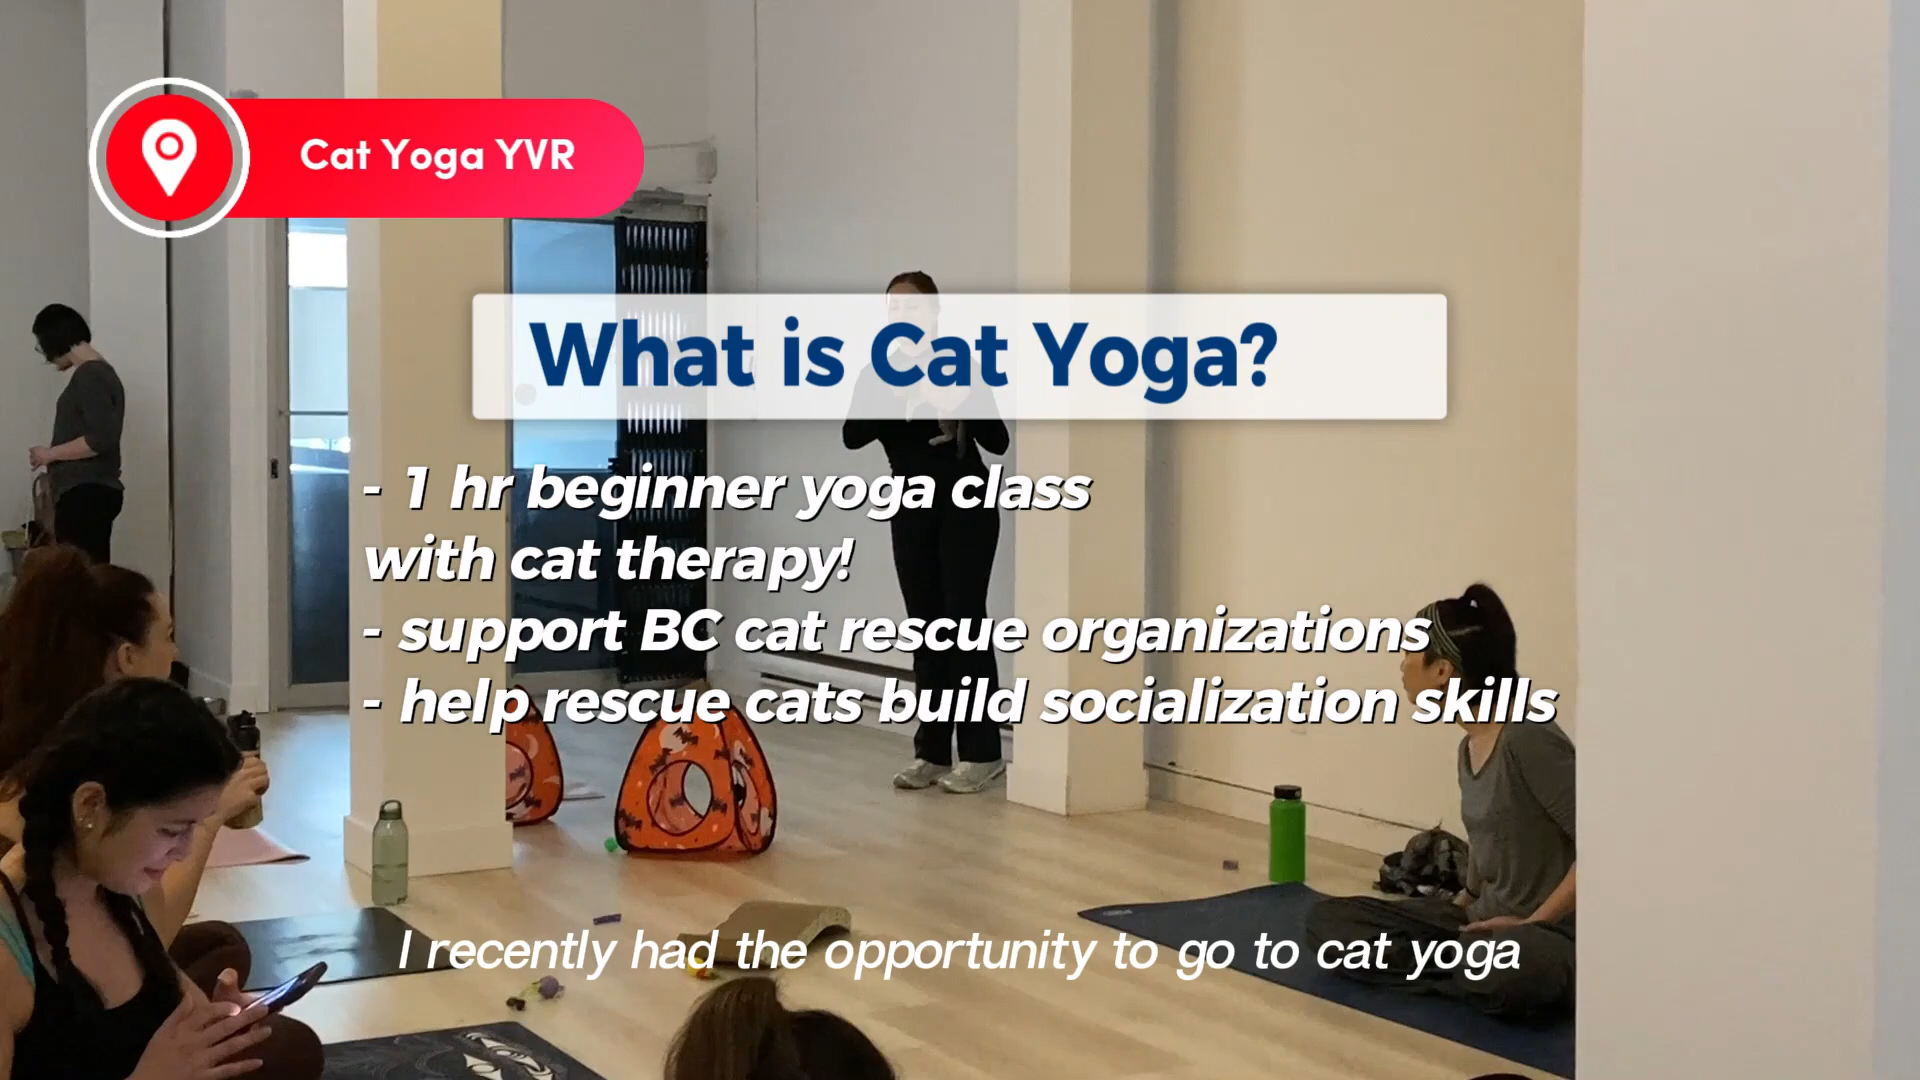 Cat Yoga YVR
What is Cat Yoga?
- 1 hr beginner yoga class
with cat therapy!
- support BC cat rescue organizations
- help rescue cats build socialization skills
I recently had the opportunity to go to cat yoga